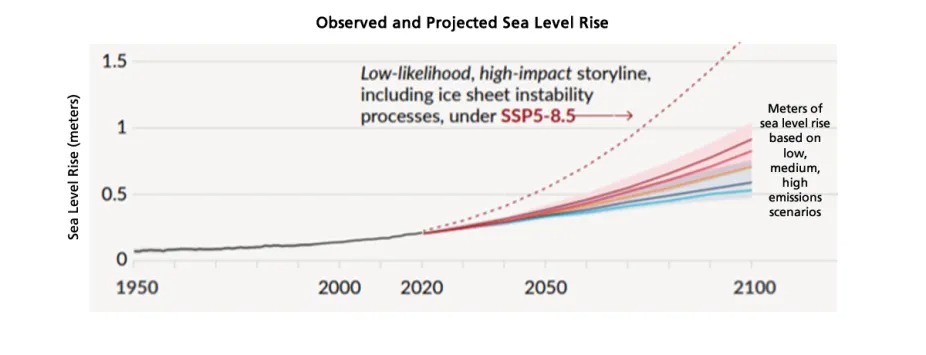 Observed and Projected Sea Level Rise
Sea Level Rise (meters)
1.5
1
0.5
0
Low-likelihood, high-impact storyline,
including ice sheet instability
processes, under SSP5-8.5
Meters of
sea level rise
based on
low,
medium,
high
emissions
scenarios
1950 2000 2020 2050 2100